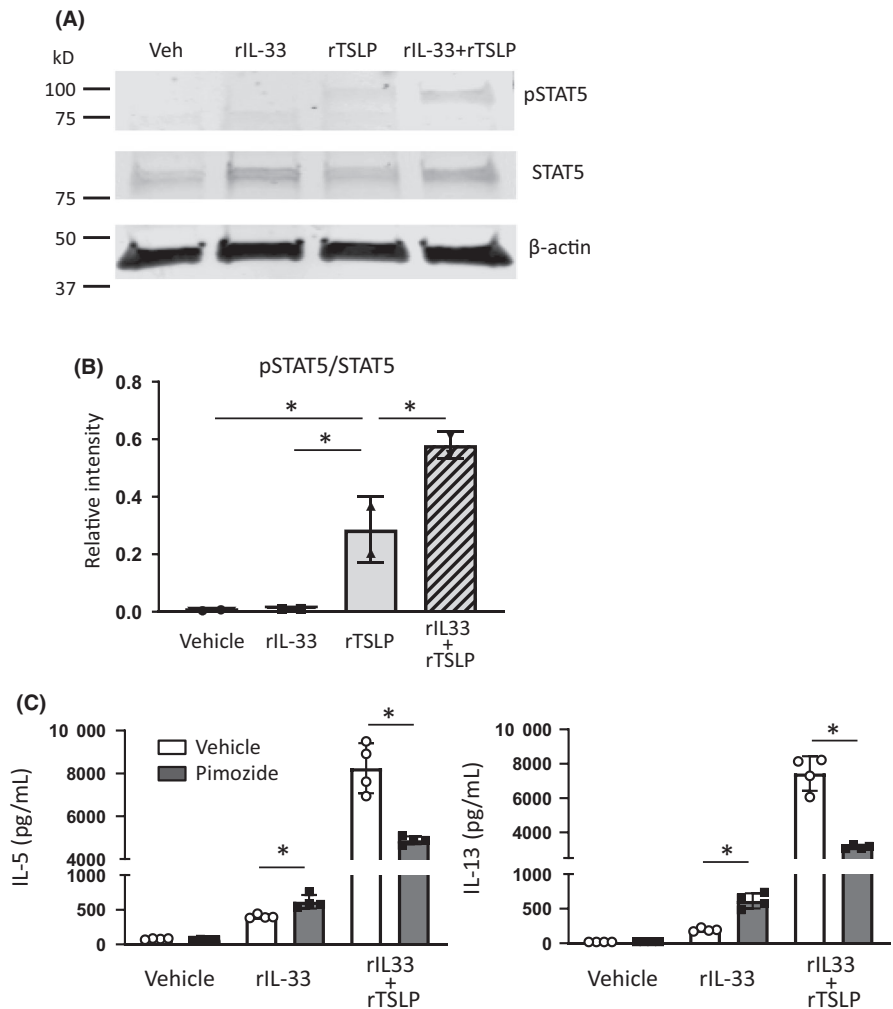 (A)
kD Veh rIL-33 rTSLP rIL-33+rTSLP
100 pSTAT5
75
STAT5
75
50 β-actin
37
(B)
pSTAT5/STAT5
Relative intensity
0.8
0.6
0.4
0.2
0.0
* * *
Vehicle rIL-33 rTSLP rIL33
+
rTSLP
(C)
IL-5 (pg/mL)
10 000
8000
6000
4000
1000
500
0
Vehicle
Pimozide
* *
Vehicle rIL-33 rIL33
+
rTSLP
IL-13 (pg/mL)
10 000
8000
6000
4000
1000
500
0
* *
Vehicle rIL-33 rIL33
+
rTSLP